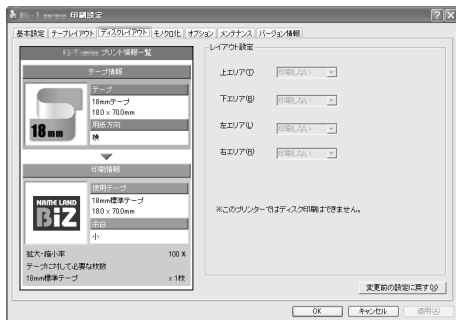 印刷設定
基本設定 テープレイアウト ディスクレイアウト モノクロ化 オプション メンテナンス バージョン情報
プリント情報一覧
テープ情報
18mm
テープ
18mmテープ
18.0 x 70.0mm
用紙方向
横
印刷情報
NAME LAND
BiZ
使用テープ
18mm標準テープ
18.0 x 70.0mm
余白
小
拡大・縮小率 100 %
テープに対して必要な枚数
18mm標準テープ x 1枚
レイアウト設定
上エリア(T) 印刷しない
下エリア(B) 印刷しない
左エリア(L) 印刷しない
右エリア(R) 印刷しない
※このプリンターではディスク印刷はできません。
変更前の設定に戻す(X)
OK キャンセル 適用(A)